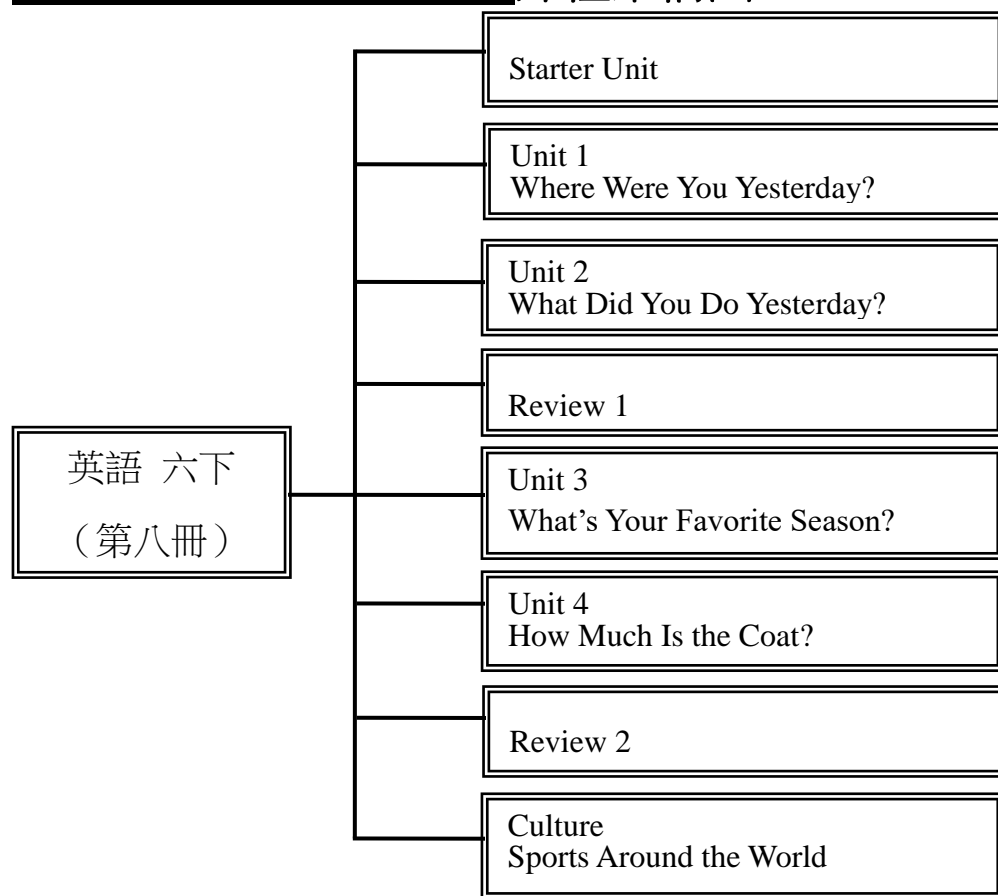 Starter Unit
Unit 1
Where Were You Yesterday?
Unit 2
What Did You Do Yesterday?
Review 1
英語 六下
（第八冊）
Unit 3
What’s Your Favorite Season?
Unit 4
How Much Is the Coat?
Review 2
Culture
Sports Around the World